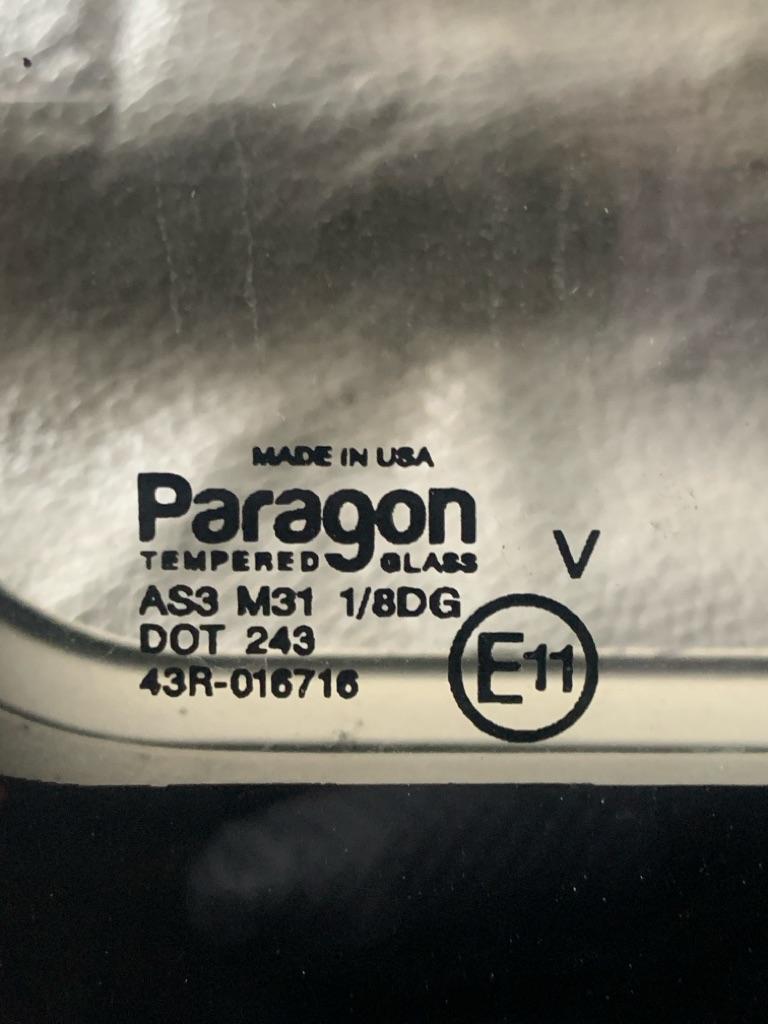 MADE IN USA
Paragon
TEMPERED GLASS
V
AS3 M31 1/8DG
DOT 243
E11
43R-016716